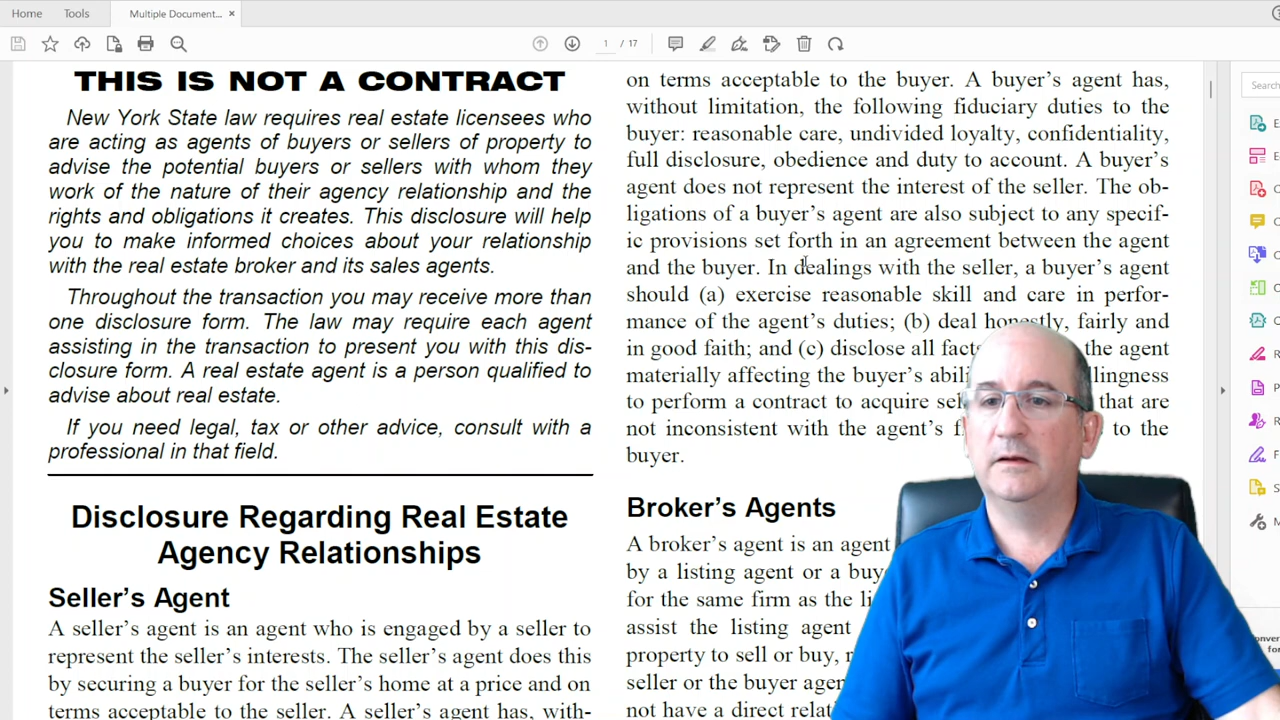 Home Tools Multiple Document... ×
1 / 17
Search
THIS IS NOT A CONTRACT
New York State law requires real estate licensees who
are acting as agents of buyers or sellers of property to
advise the potential buyers or sellers with whom they
work of the nature of their agency relationship and the
rights and obligations it creates. This disclosure will help
you to make informed choices about your relationship
with the real estate broker and its sales agents.
Throughout the transaction you may receive more than
one disclosure form. The law may require each agent
assisting in the transaction to present you with this dis-
closure form. A real estate agent is a person qualified to
advise about real estate.
If you need legal, tax or other advice, consult with a
professional in that field.
Disclosure Regarding Real Estate
Agency Relationships
Seller’s Agent
A seller’s agent is an agent who is engaged by a seller to
represent the seller’s interests. The seller’s agent does this
by securing a buyer for the seller’s home at a price and on
terms acceptable to the seller. A seller’s agent has, with-
on terms acceptable to the buyer. A buyer’s agent has,
without limitation, the following fiduciary duties to the
buyer: reasonable care, undivided loyalty, confidentiality,
full disclosure, obedience and duty to account. A buyer’s
agent does not represent the interest of the seller. The ob-
ligations of a buyer’s agent are also subject to any specif-
ic provisions set forth in an agreement between the agent
and the buyer. In dealings with the seller, a buyer’s agent
should (a) exercise reasonable skill and care in perfor-
mance of the agent’s duties; (b) deal honestly, fairly and
in good faith; and (c) disclose all facts the agent
materially affecting the buyer’s
to perform a contract to acquire that are
not inconsistent with the agent’s to the
buyer.
Broker’s Agents
A broker’s agent is an agent
by a listing agent or a
for the same firm as the
assist the listing agent
property to sell or buy,
seller or the buyer
not have a direct